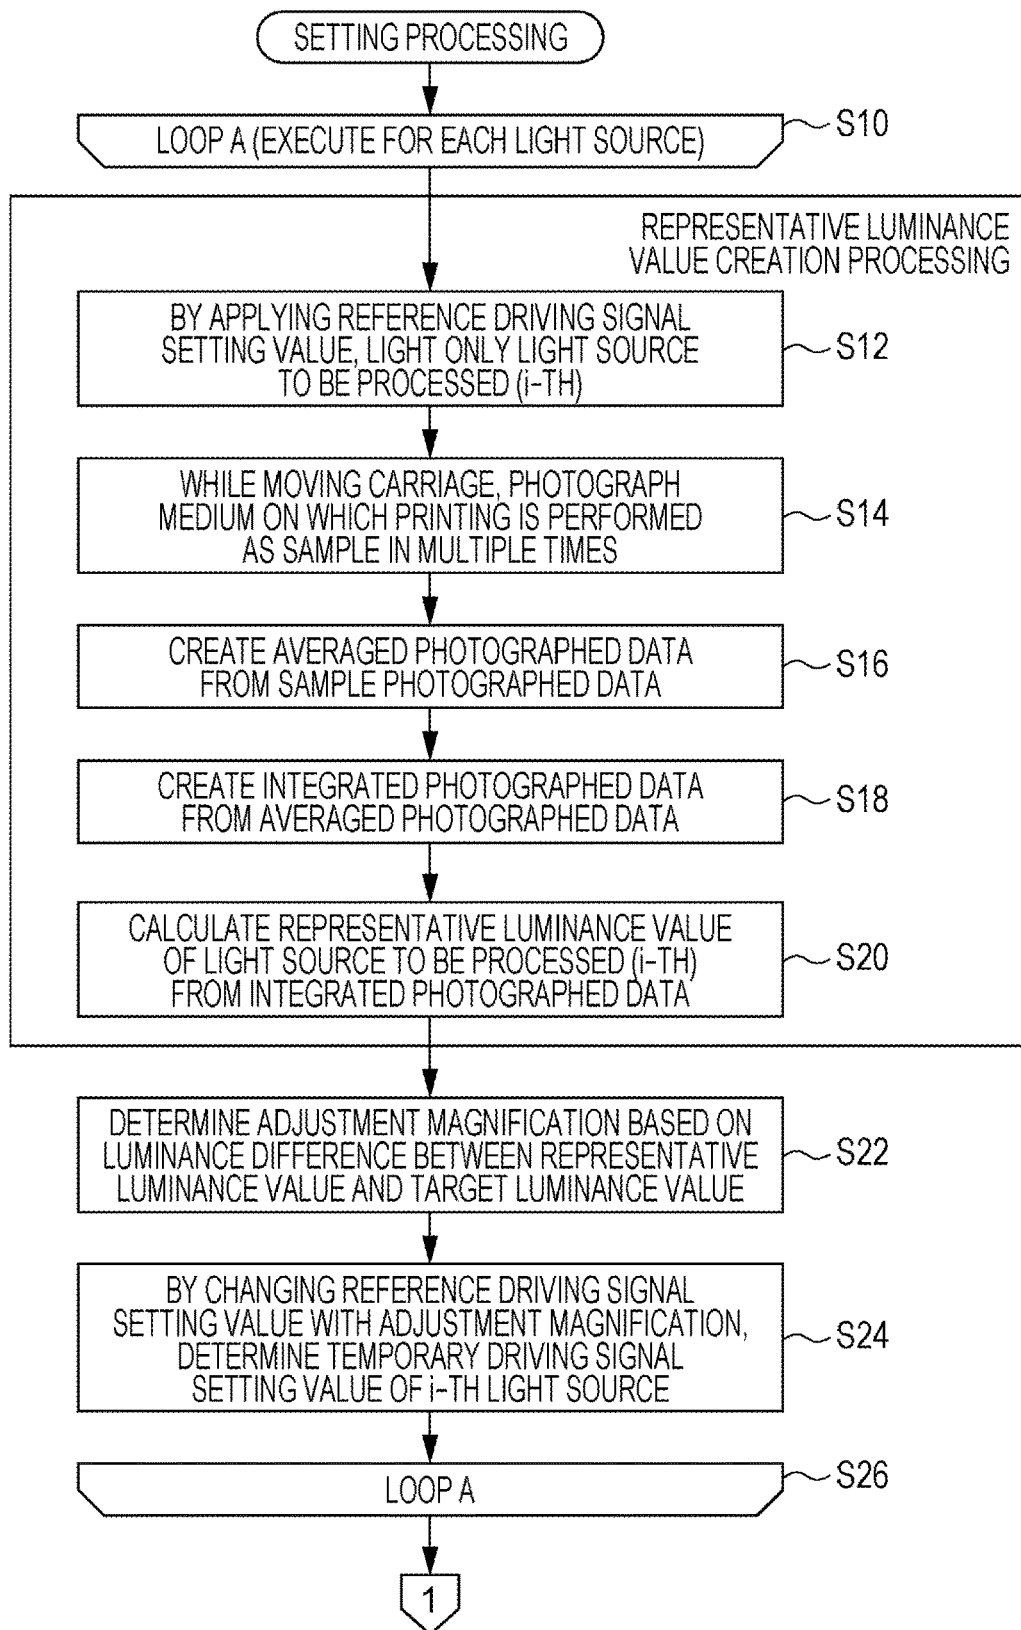 SETTING PROCESSING
LOOP A (EXECUTE FOR EACH LIGHT SOURCE)
S10
REPRESENTATIVE LUMINANCE
VALUE CREATION PROCESSING
BY APPLYING REFERENCE DRIVING SIGNAL
SETTING VALUE, LIGHT ONLY LIGHT SOURCE
TO BE PROCESSED (i-TH)
S12
WHILE MOVING CARRIAGE, PHOTOGRAPH
MEDIUM ON WHICH PRINTING IS PERFORMED
AS SAMPLE IN MULTIPLE TIMES
S14
CREATE AVERAGED PHOTOGRAPHED DATA
FROM SAMPLE PHOTOGRAPHED DATA
S16
CREATE INTEGRATED PHOTOGRAPHED DATA
FROM AVERAGED PHOTOGRAPHED DATA
S18
CALCULATE REPRESENTATIVE LUMINANCE VALUE
OF LIGHT SOURCE TO BE PROCESSED (i-TH)
FROM INTEGRATED PHOTOGRAPHED DATA
S20
DETERMINE ADJUSTMENT MAGNIFICATION BASED ON
LUMINANCE DIFFERENCE BETWEEN REPRESENTATIVE
LUMINANCE VALUE AND TARGET LUMINANCE VALUE
S22
BY CHANGING REFERENCE DRIVING SIGNAL
SETTING VALUE WITH ADJUSTMENT MAGNIFICATION,
DETERMINE TEMPORARY DRIVING SIGNAL
SETTING VALUE OF i-TH LIGHT SOURCE
S24
LOOP A
S26
1